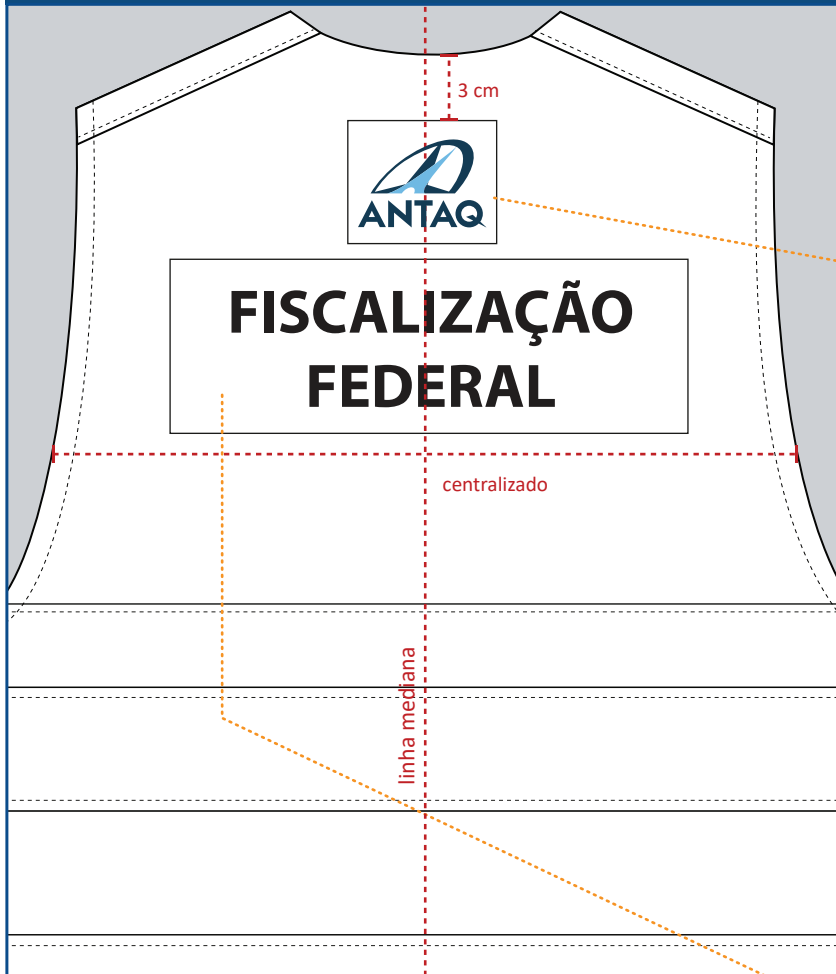 3 cm
ANTAQ
FISCALIZAÇÃO
FEDERAL
centralizado
linha mediana